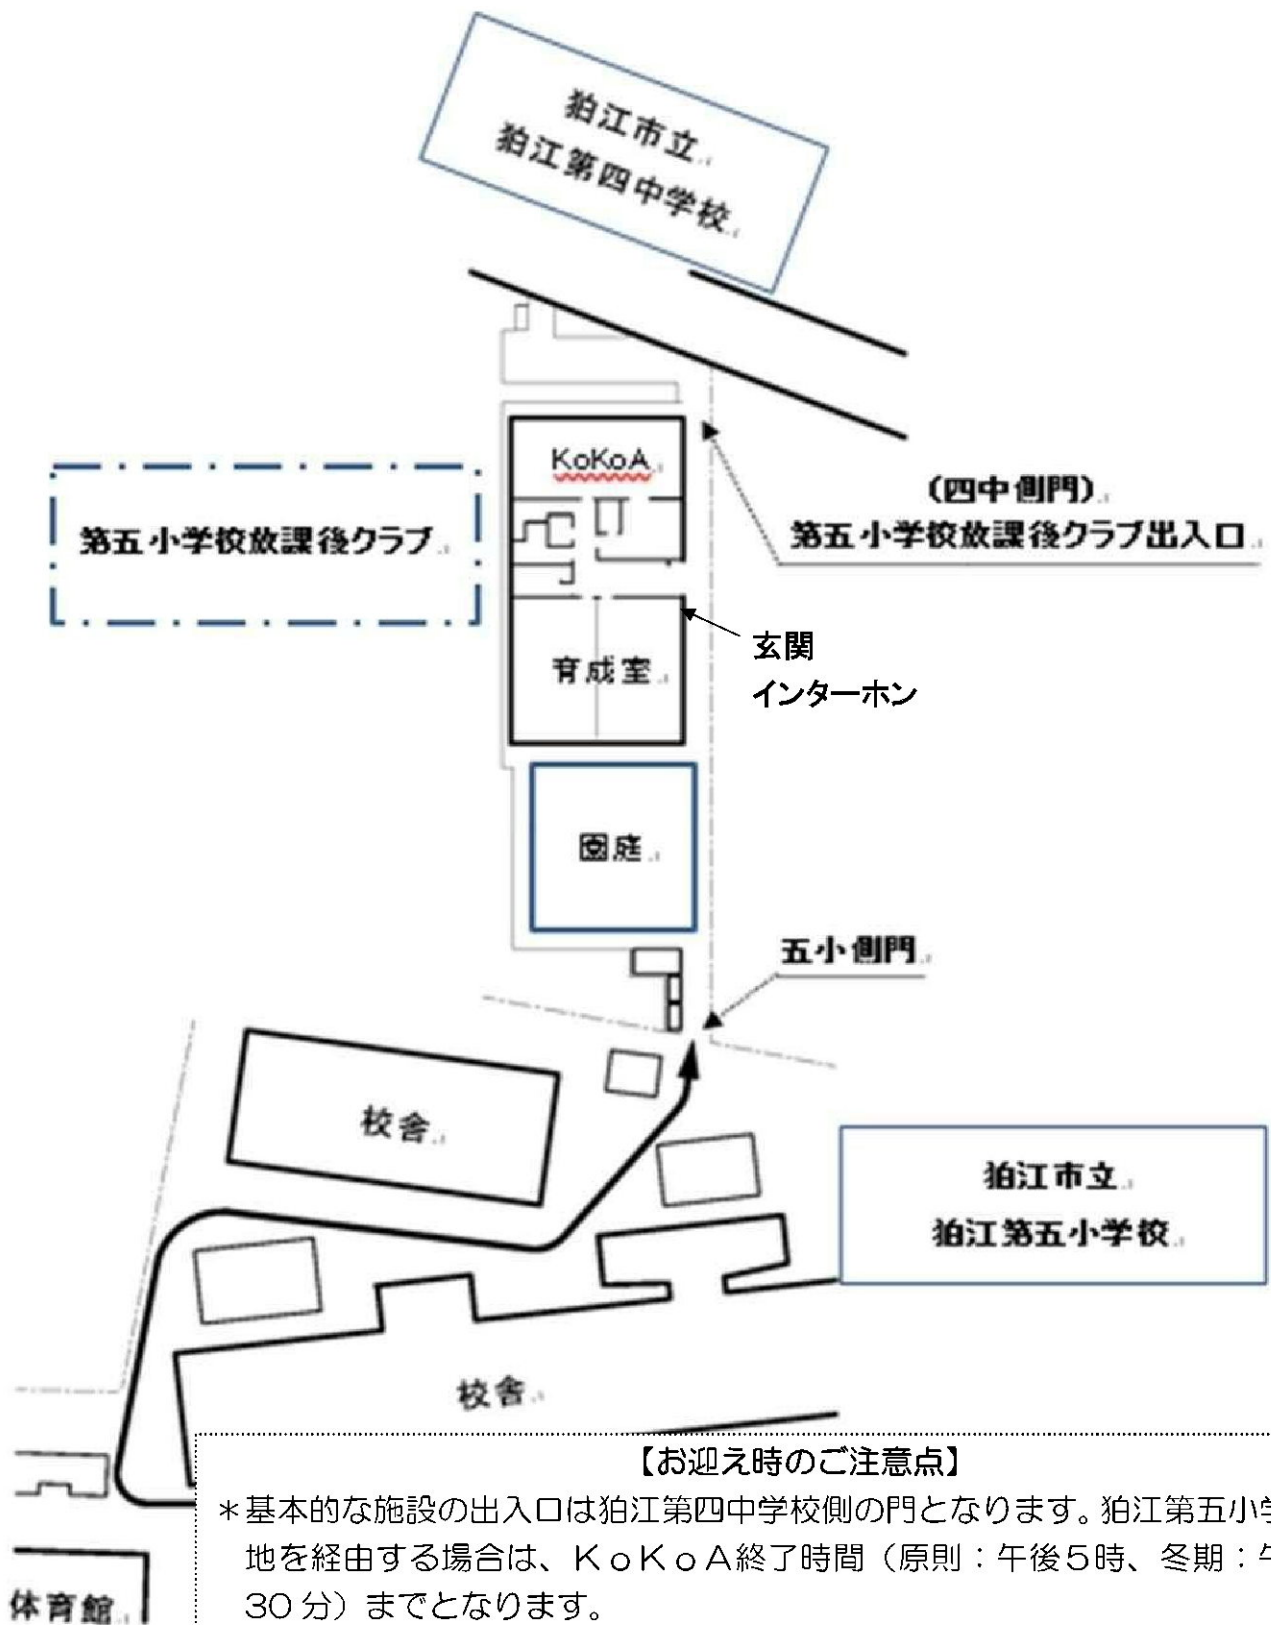 狛江市立
狛江第四中学校
KoKoA
第五小学校放課後クラブ
(四中側門)
第五小学校放課後クラブ出入口
玄関
インターホン
育成室
園庭
五小側門
校舎
狛江市立
狛江第五小学校
校舎
【お迎え時のご注意点】
＊基本的な施設の出入口は狛江第四中学校側の門となります。狛江第五小学
地を経由する場合は、ＫｏＫｏＡ終了時間（原則：午後５時、冬期：午
30 分）までとなります。
体育館